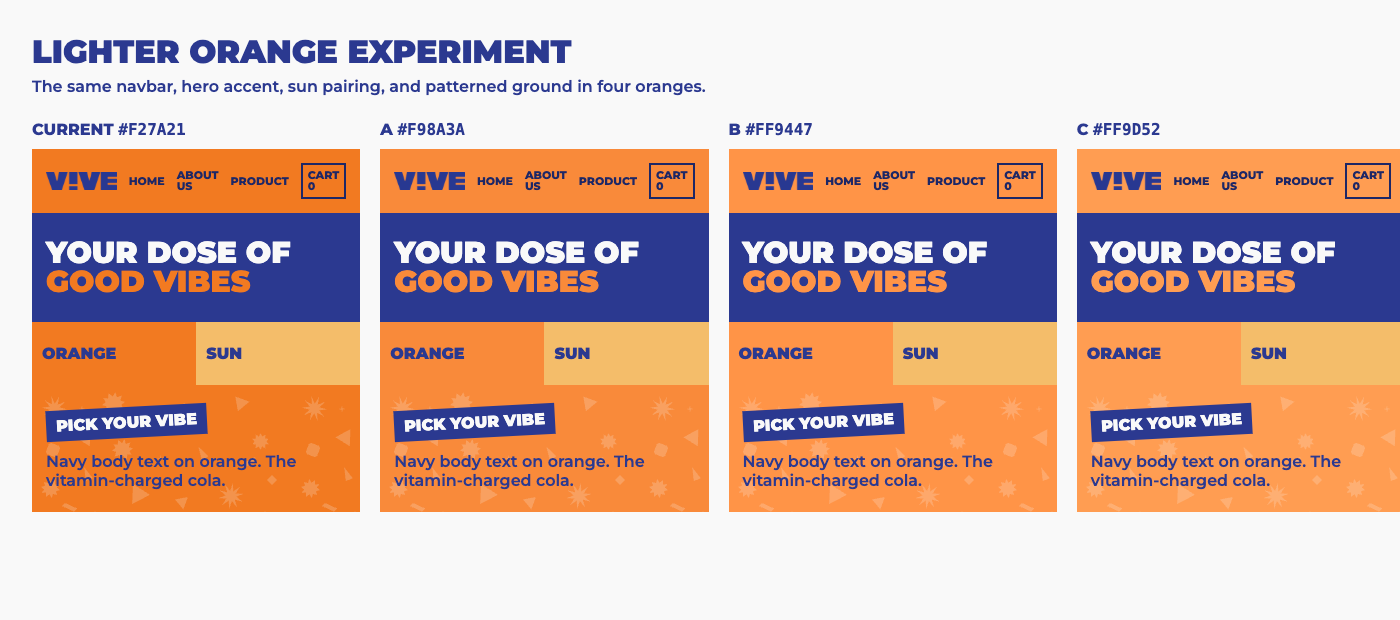 LIGHTER ORANGE EXPERIMENT
The same navbar, hero accent, sun pairing, and patterned ground in four oranges.
CURRENT #F27A21
V!VE HOME ABOUT US PRODUCT CART 0
YOUR DOSE OF
GOOD VIBES
ORANGE SUN
PICK YOUR VIBE
Navy body text on orange. The
vitamin-charged cola.
A #F98A3A
V!VE HOME ABOUT US PRODUCT CART 0
YOUR DOSE OF
GOOD VIBES
ORANGE SUN
PICK YOUR VIBE
Navy body text on orange. The
vitamin-charged cola.
B #FF9447
V!VE HOME ABOUT US PRODUCT CART 0
YOUR DOSE OF
GOOD VIBES
ORANGE SUN
PICK YOUR VIBE
Navy body text on orange. The
vitamin-charged cola.
C #FF9D52
V!VE HOME ABOUT US PRODUCT CART 0
YOUR DOSE OF
GOOD VIBES
ORANGE SUN
PICK YOUR VIBE
Navy body text on orange. The
vitamin-charged cola.